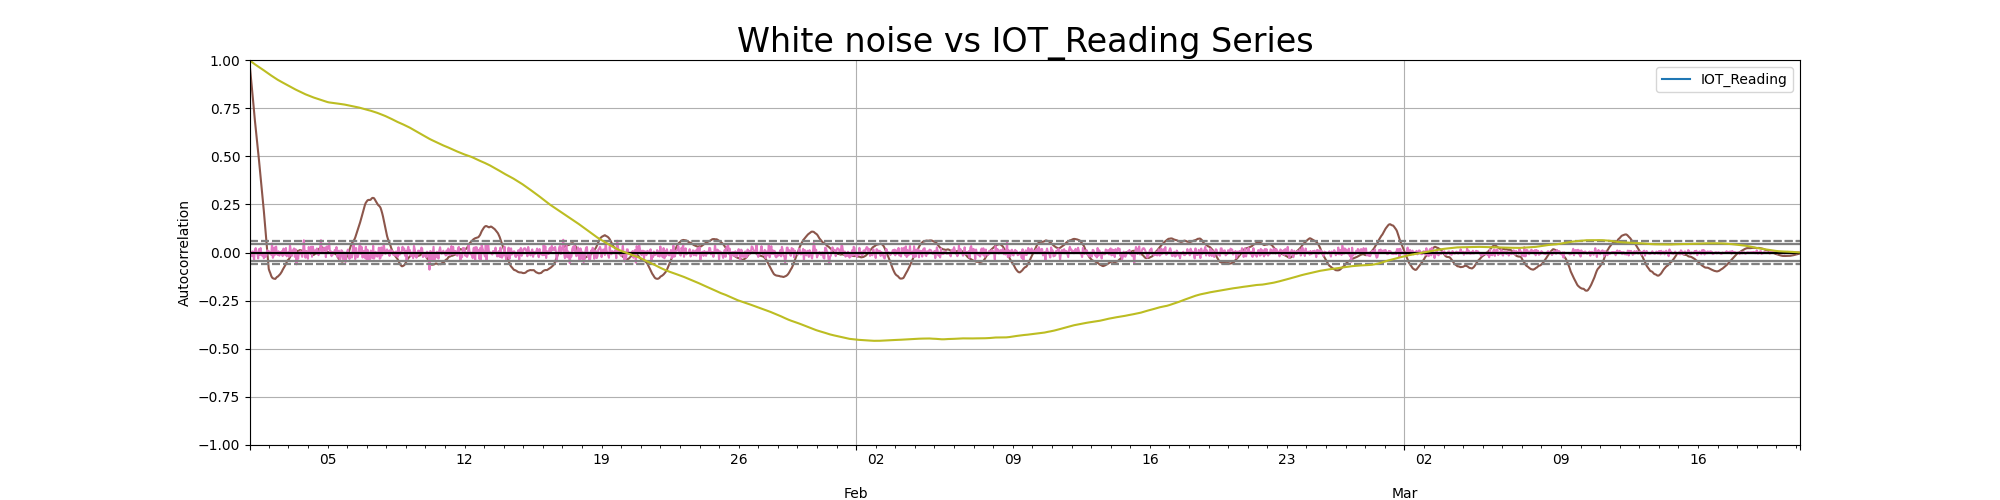 White noise vs IOT_Reading Series
IOT_Reading
Autocorrelation
1.00
0.75
0.50
0.25
0.00
−0.25
−0.50
−0.75
−1.00
05 12 19 26 02 09 16 23 02 09 16
Feb Mar